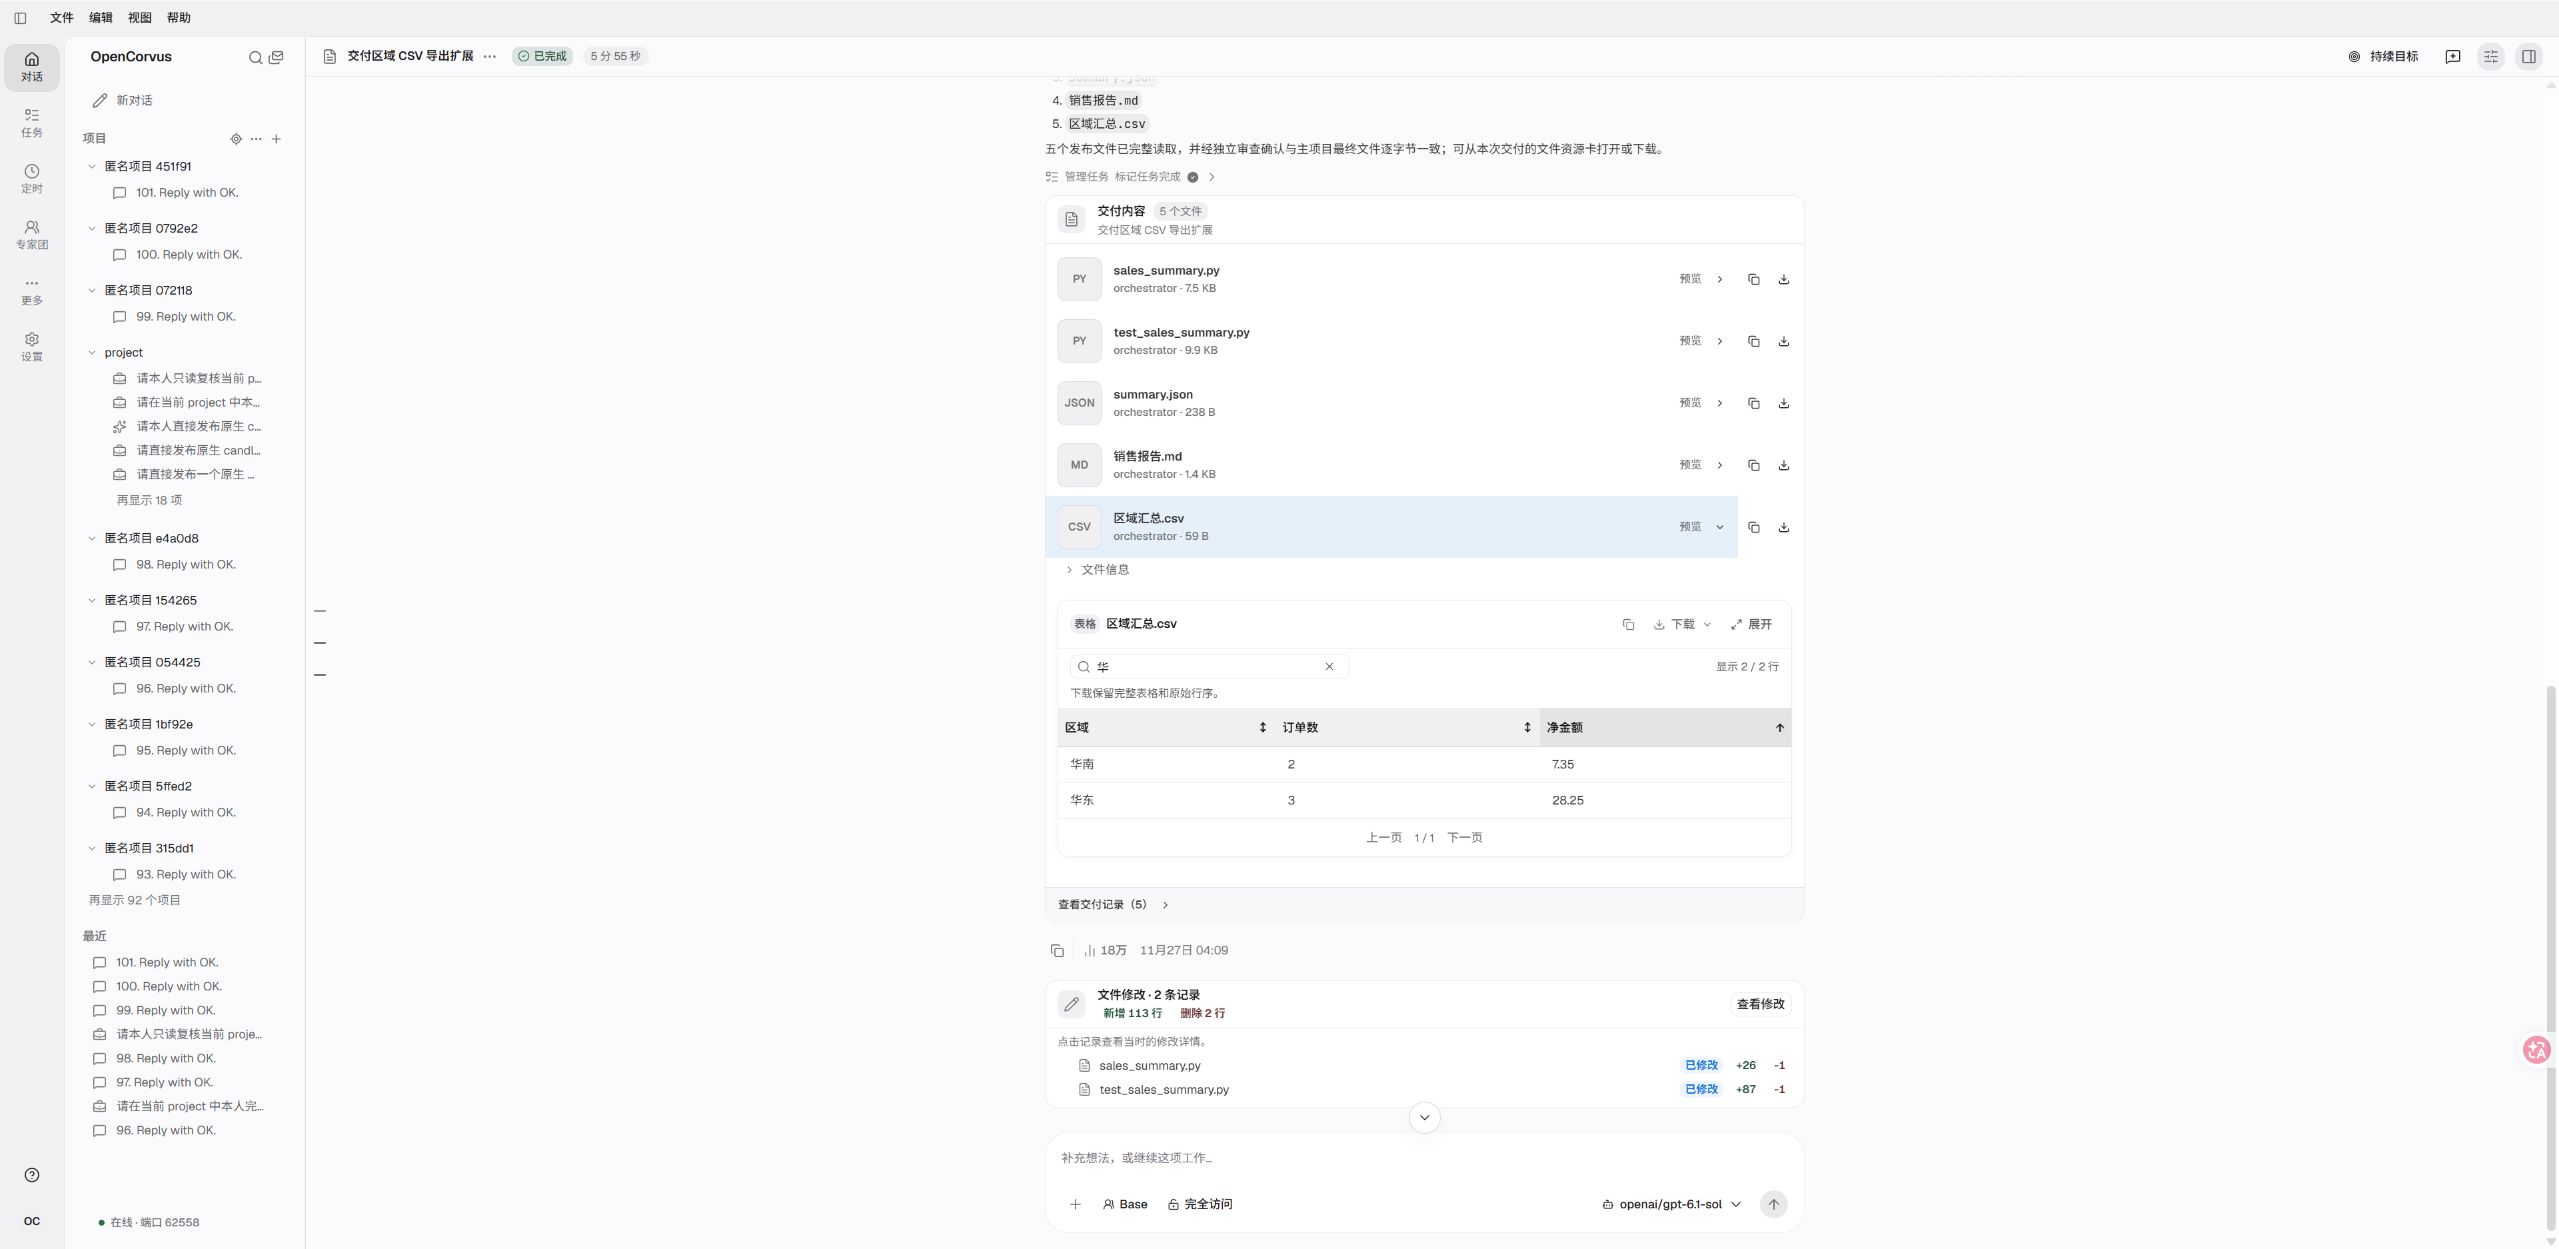 文件 编辑 视图 帮助
对话
任务
定时
专家团
更多
设置
OC
OpenCorvus
新对话
项目
匿名项目 451f91
101. Reply with OK.
匿名项目 0792e2
100. Reply with OK.
匿名项目 072118
99. Reply with OK.
project
请本人只读复核当前 p...
请在当前 project 中本...
请本人直接发布原生 c...
请直接发布原生 candl...
请直接发布一个原生 ...
再显示 18 项
匿名项目 e4a0d8
98. Reply with OK.
匿名项目 154265
97. Reply with OK.
匿名项目 054425
96. Reply with OK.
匿名项目 1bf92e
95. Reply with OK.
匿名项目 5ffed2
94. Reply with OK.
匿名项目 315dd1
93. Reply with OK.
再显示 92 个项目
最近
101. Reply with OK.
100. Reply with OK.
99. Reply with OK.
请本人只读复核当前 proje...
98. Reply with OK.
97. Reply with OK.
请在当前 project 中本人完...
96. Reply with OK.
在线 · 端口 62558
交付区域 CSV 导出扩展 ... 已完成 5 分 55 秒
持续目标
3. summary.json
4. 销售报告.md
5. 区域汇总.csv
五个发布文件已完整读取，并经独立审查确认与主项目最终文件逐字节一致；可从本次交付的文件资源卡打开或下载。
管理任务 标记任务完成
交付内容 5 个文件
交付区域 CSV 导出扩展
PY sales_summary.py 预览
orchestrator · 7.5 KB
PY test_sales_summary.py 预览
orchestrator · 9.9 KB
JSON summary.json 预览
orchestrator · 238 B
MD 销售报告.md 预览
orchestrator · 1.4 KB
CSV 区域汇总.csv 预览
orchestrator · 59 B
文件信息
表格 区域汇总.csv 下载 展开
华 显示 2 / 2 行
下载保留完整表格和原始行序。
区域 订单数 净金额
华南 2 7.35
华东 3 28.25
上一页 1 / 1 下一页
查看交付记录（5）
18万 11月27日 04:09
文件修改 · 2 条记录 查看修改
新增 113 行 删除 2 行
点击记录查看当时的修改详情。
sales_summary.py 已修改 +26 -1
test_sales_summary.py 已修改 +87 -1
补充想法，或继续这项工作...
Base 完全访问 openai/gpt-6.1-sol